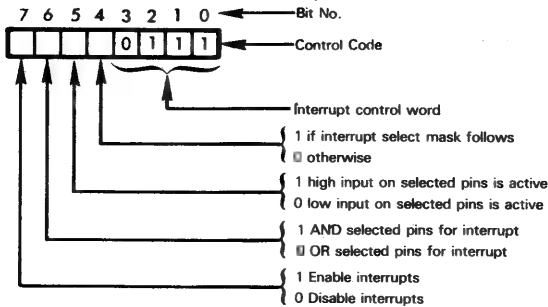 7 6 5 4 3 2 1 0 Bit No.
0 1 1 1 Control Code
Interrupt control word
1 if interrupt select mask follows
0 otherwise
1 high input on selected pins is active
0 low input on selected pins is active
1 AND selected pins for interrupt
0 OR selected pins for interrupt
1 Enable interrupts
0 Disable interrupts